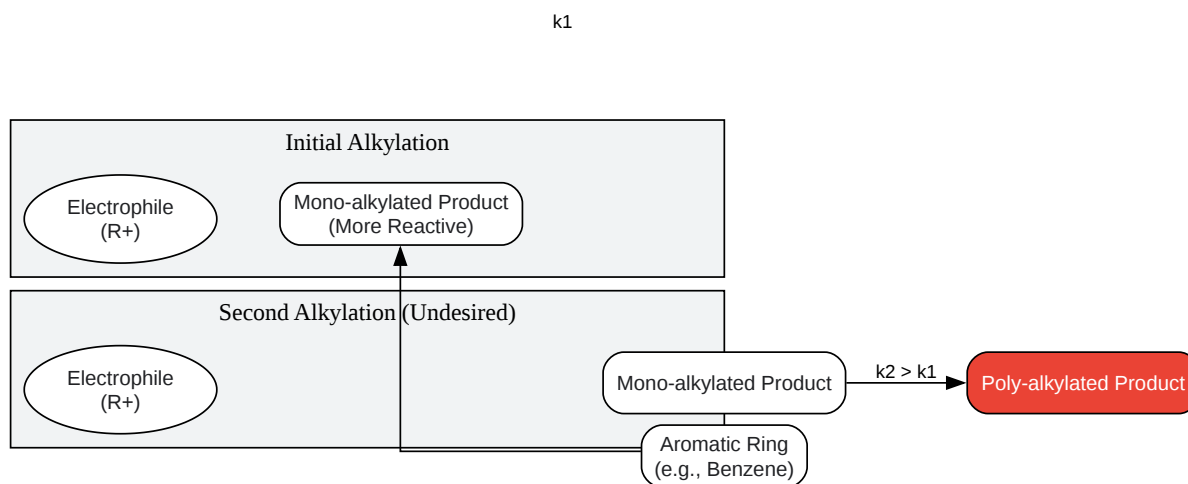 k1
Initial Alkylation
Electrophile
(R+)
Mono-alkylated Product
(More Reactive)
Second Alkylation (Undesired)
Electrophile
(R+)
Mono-alkylated Product
k2 > k1
Poly-alkylated Product
Aromatic Ring
(e.g., Benzene)